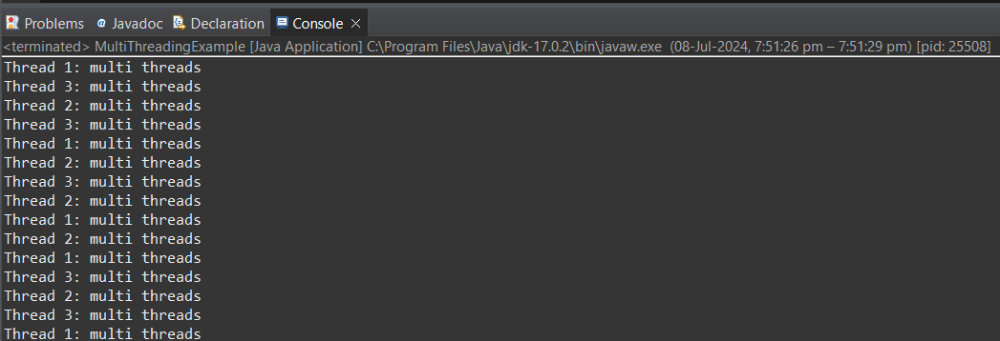 Problems Javadoc Declaration Console
<terminated> MultiThreadingExample [Java Application] C:\Program Files\Java\jdk-17.0.2\bin\javaw.exe (08-Jul-2024, 7:51:26 pm – 7:51:29 pm) [pid: 25508]
Thread 1: multi threads
Thread 3: multi threads
Thread 2: multi threads
Thread 3: multi threads
Thread 1: multi threads
Thread 2: multi threads
Thread 3: multi threads
Thread 2: multi threads
Thread 1: multi threads
Thread 2: multi threads
Thread 1: multi threads
Thread 3: multi threads
Thread 2: multi threads
Thread 3: multi threads
Thread 1: multi threads